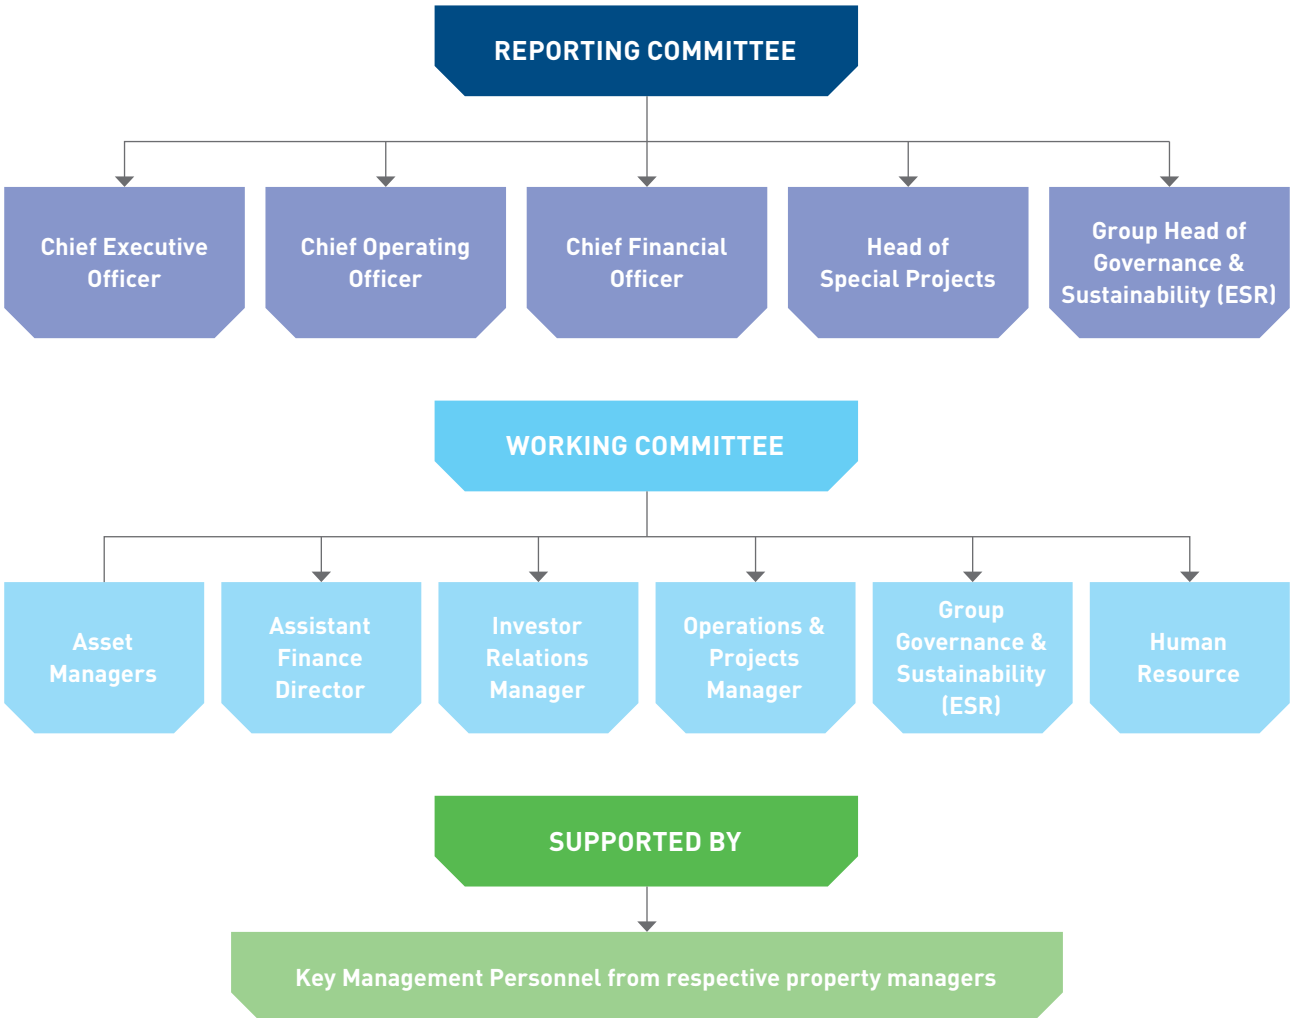 REPORTING COMMITTEE
Chief Executive
Officer
Chief Operating
Officer
Chief Financial
Officer
Head of
Special Projects
Group Head of
Governance &
Sustainability (ESR)
WORKING COMMITTEE
Asset
Managers
Assistant
Finance
Director
Investor
Relations
Manager
Operations &
Projects
Manager
Group
Governance &
Sustainability
(ESR)
Human
Resource
SUPPORTED BY
Key Management Personnel from respective property managers